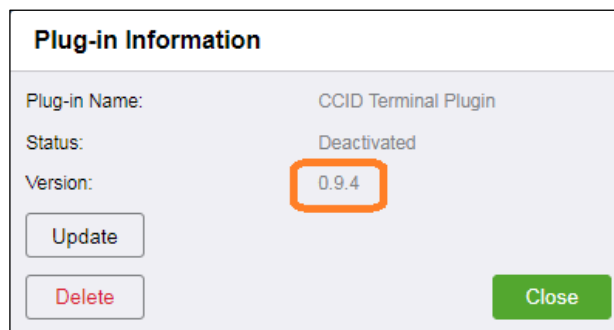 Plug-in Information
Plug-in Name: CCID Terminal Plugin
Status: Deactivated
Version: 0.9.4
Update
Delete Close